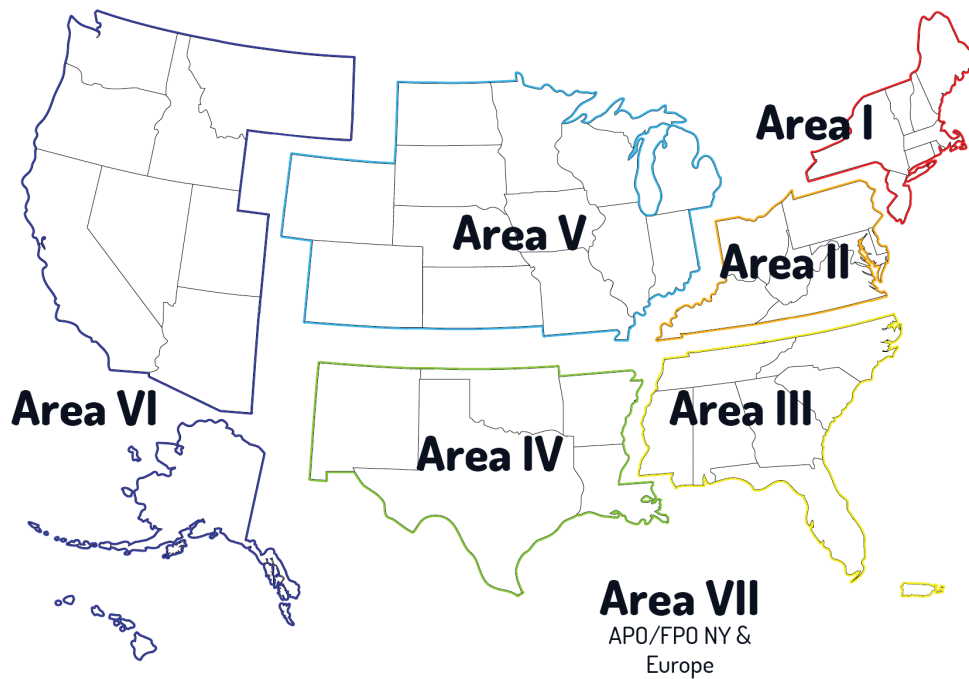 Area I
Area V
Area II
Area VI
Area III
Area IV
Area VII
APO/FPO NY &
Europe